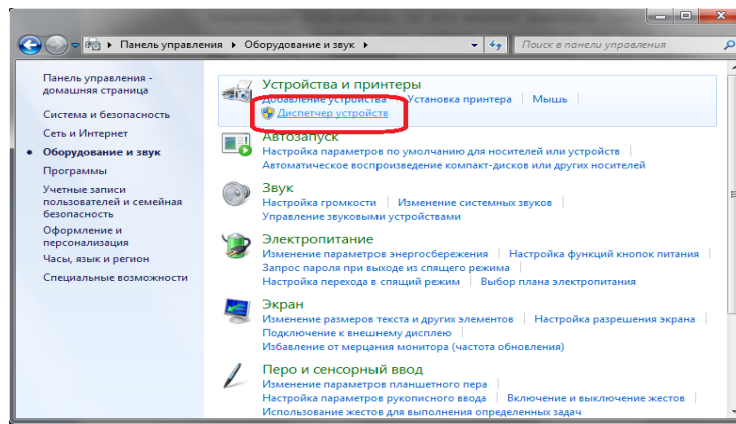 Панель управления ▸ Оборудование и звук ▸
Поиск в панели управления
Панель управления -
домашняя страница
Система и безопасность
Сеть и Интернет
Оборудование и звук
Программы
Учетные записи
пользователей и семейная
безопасность
Оформление и
персонализация
Часы, язык и регион
Специальные возможности
Устройства и принтеры
Добавление устройства Установка принтера Мышь
Диспетчер устройств
Автозапуск
Настройка параметров по умолчанию для носителей или устройств
Автоматическое воспроизведение компакт-дисков или других носителей
Звук
Настройка громкости Изменение системных звуков
Управление звуковыми устройствами
Электропитание
Изменение параметров энергосбережения Настройка функций кнопок питания
Запрос пароля при выходе из спящего режима
Настройка перехода в спящий режим Выбор плана электропитания
Экран
Изменение размеров текста и других элементов Настройка разрешения экрана
Подключение к внешнему дисплею
Избавление от мерцания монитора (частота обновления)
Перо и сенсорный ввод
Изменение параметров планшетного пера
Настройка параметров рукописного ввода Включение и выключение жестов
Использование жестов для выполнения определенных задач